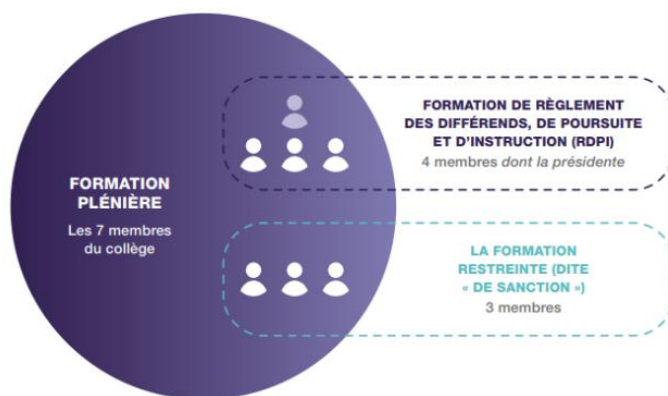 FORMATION
PLÉNIÈRE
Les 7 membres
du collège
FORMATION DE RÈGLEMENT
DES DIFFÉRENDS, DE POURSUITE
ET D'INSTRUCTION (RDPI)
4 membres dont la présidente
LA FORMATION
RESTREINTE (DITE
« DE SANCTION »)
3 membres